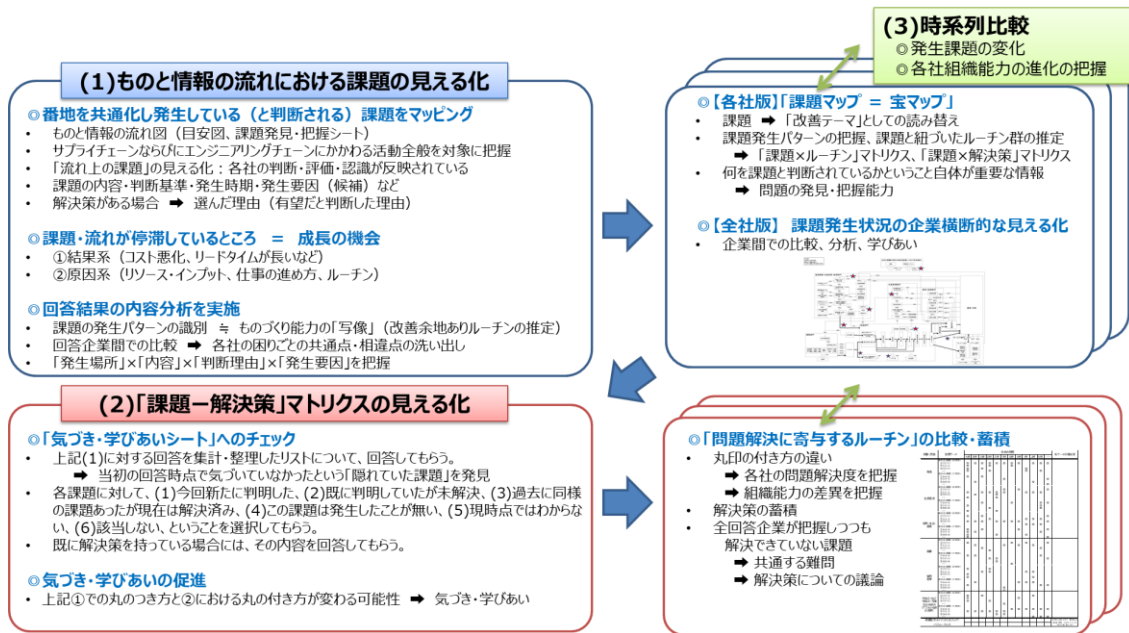 (1)ものと情報の流れにおける課題の見える化
◎番地を共通化し発生している（と判断される）課題をマッピング
• ものと情報の流れ図（目安図、課題発見・把握シート）
• サプライチェーンならびにエンジニアリングチェーンにかかわる活動全般を対象に把握
• 「流れ上の課題」の見える化：各社の判断・評価・認識が反映されている
• 課題の内容・判断基準・発生時期・発生要因（候補）など
• 解決策がある場合 ➡ 選んだ理由（有望だと判断した理由）
◎課題・流れが停滞しているところ ＝ 成長の機会
• ①結果系（コスト悪化、リードタイムが長いなど）
• ②原因系（リソース・インプット、仕事の進め方、ルーチン）
◎回答結果の内容分析を実施
• 課題の発生パターンの識別 ≒ ものづくり能力の「写像」（改善余地ありルーチンの推定）
• 回答企業間での比較 ➡ 各社の困りごとの共通点・相違点の洗い出し
• 「発生場所」×「内容」×「判断理由」×「発生要因」を把握
(3)時系列比較
◎発生課題の変化
◎各社組織能力の進化の把握
◎【各社版】「課題マップ ＝ 宝マップ」
• 課題 ➡ 「改善テーマ」としての読み替え
• 課題発生パターンの把握、課題と紐づいたルーチン群の推定
➡ 「課題×ルーチン」マトリクス、「課題×解決策」マトリクス
• 何を課題と判断されているかということ自体が重要な情報
➡ 問題の発見・把握能力
◎【全社版】 課題発生状況の企業横断的な見える化
• 企業間での比較、分析、学びあい
(2)「課題－解決策」マトリクスの見える化
◎「気づき・学びあいシート」へのチェック
• 上記(1)に対する回答を集計・整理したリストについて、回答してもらう。
➡ 当初の回答時点で気づいていなかったという「隠れていた課題」を発見
• 各課題に対して、(1)今回新たに判明した、(2)既に判明していたが未解決、(3)過去に同様
の課題あったが現在は解決済み、(4)この課題は発生したことが無い、(5)現時点ではわからな
い、(6)該当しない、ということを選択してもらう。
• 既に解決策を持っている場合には、その内容を回答してもらう。
◎気づき・学びあいの促進
• 上記①での丸のつき方と②における丸の付き方が変わる可能性 ➡ 気づき・学びあい
◎「問題解決に寄与するルーチン」の比較・蓄積
• 丸印の付き方の違い
➡ 各社の問題解決度を把握
➡ 組織能力の差異を把握
• 解決策の蓄積
• 全回答企業が把握しつつも
解決できていない課題
➡ 共通する難問
➡ 解決策についての議論